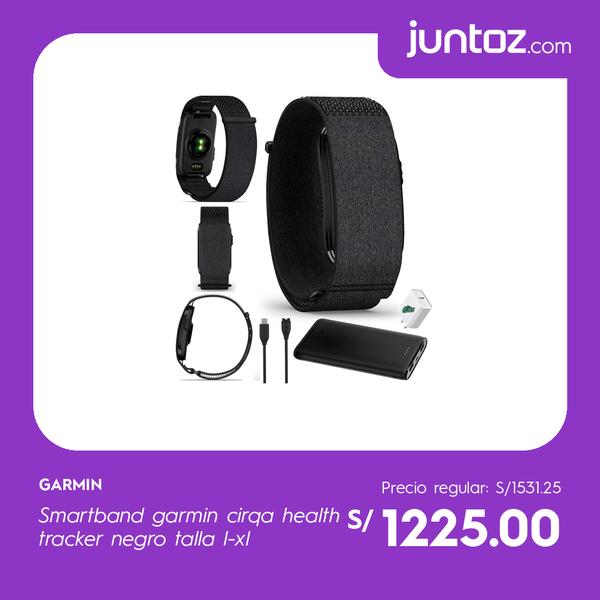 juntoz.com
GARMIN
Smartband garmin cirqa health
tracker negro talla l-xl
Precio regular: S/1531.25
S/ 1225.00